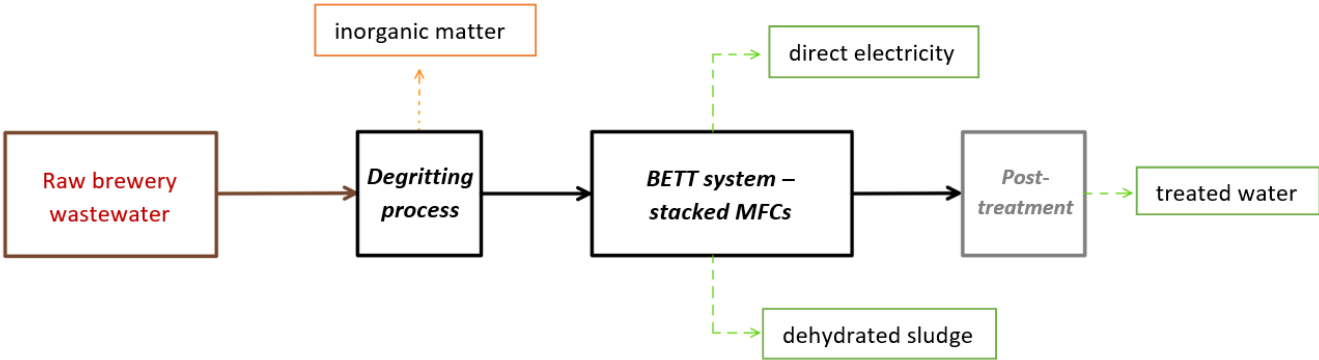 inorganic matter
direct electricity
Raw brewery
wastewater
Degritting
process
BETT system –
stacked MFCs
Post-
treatment
treated water
dehydrated sludge